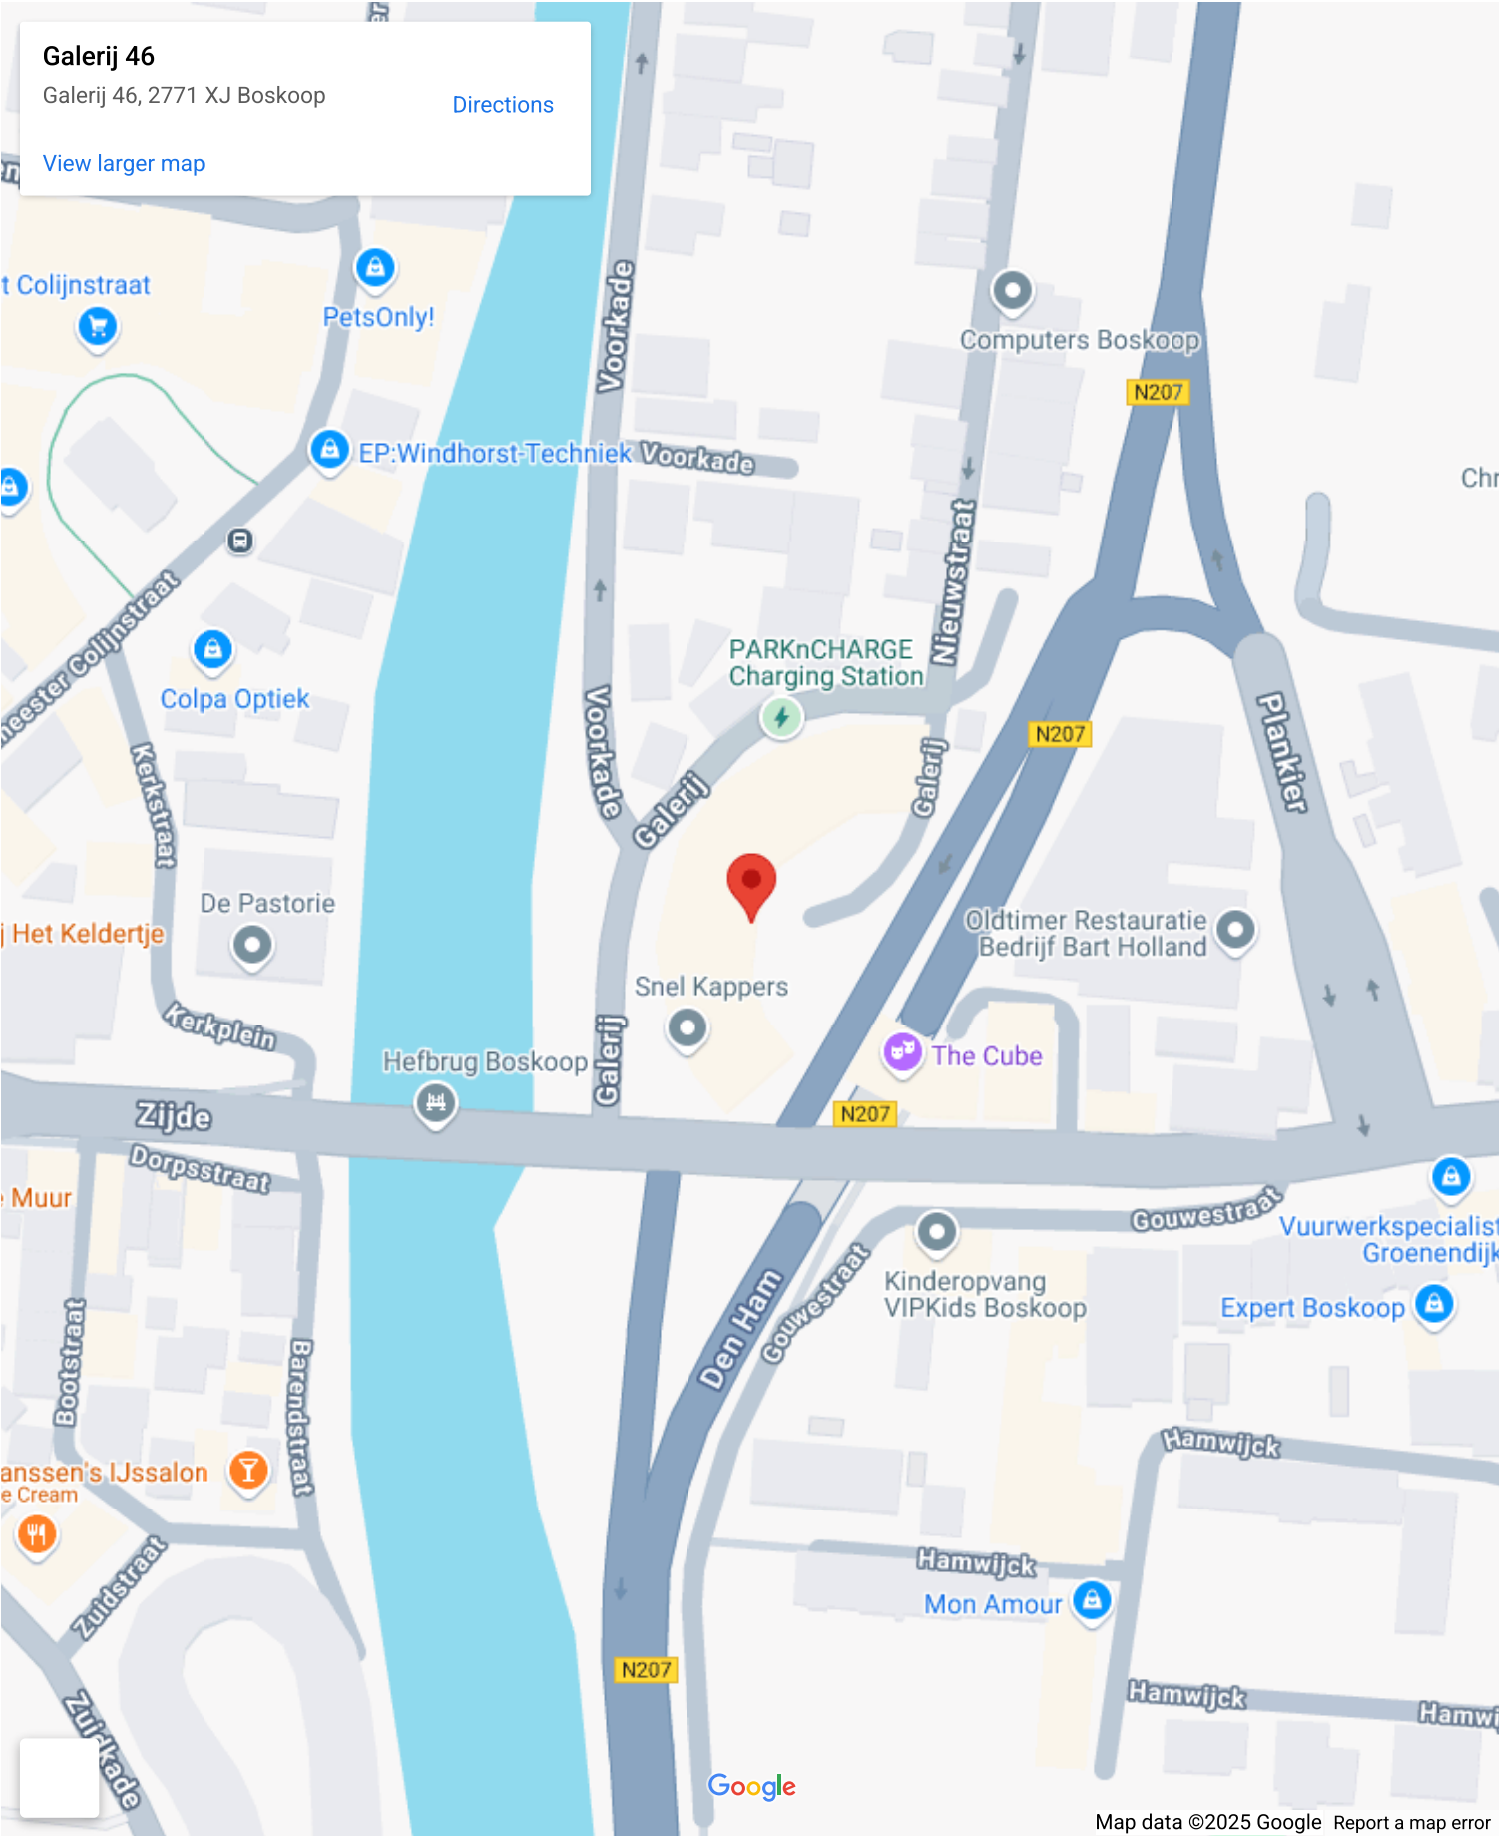 Galerij 46
Galerij 46, 2771 XJ Boskoop
Directions
View larger map
t Colijnstraat
PetsOnly!
Voorkade
Computers Boskoop
N207
EP:Windhorst-Techniek
Voorkade
Chr
Nieuwstraat
meester Colijnstraat
PARKnCHARGE
Charging Station
Colpa Optiek
Voorkade
Kerkstraat
Galerij
Galerij
N207
Plankier
De Pastorie
j Het Keldertje
Oldtimer Restauratie
Bedrijf Bart Holland
Snel Kappers
Kerkplein
Hefbrug Boskoop
Galerij
The Cube
Zijde
N207
Dorpsstraat
Muur
Gouwestraat
Vuurwerkspecialist
Groenendijk
Den Ham
Gouwestraat
Kinderopvang
VIPKids Boskoop
Expert Boskoop
Bootstraat
Barendstraat
Hamwijck
anssen's IJssalon
e Cream
Zuidstraat
Hamwijck
Mon Amour
N207
Zuidkade
Hamwijck
Hamwi
Google
Map data ©2025 Google
Report a map error